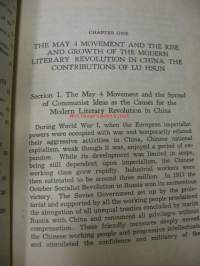 CHAPTER ONE
THE MAY 4 MOVEMENT AND THE RISE
AND GROWTH OF THE MODERN
LITERARY REVOLUTION IN CHINA. THE
CONTRIBUTIONS OF LU HSUN
Section 1. The May 4 Movement and the Spread
of Communist Ideas as the Causes for the
Modern Literary Revolution in China
During World War I, when the European imperialist
powers were occupied with war and temporarily relaxed
their aggressive activities in China, Chinese national
capitalism, weak though it was, enjoyed a period of ex-
pansion. While its development was limited in scope,
being still dependent upon imperialism, the Chinese
working class grew rapidly. Industrial workers were
then estimated to be around three million. In 1917 the
October Socialist Revolution in Russia won its momentous
victory. The Soviet Government set up by the prole-
tariat and supported by all the working people proclaimed
the abrogation of all unequal treaties concluded by tsarist
Russia with China and renounced all privileges without
compensation. These friendly measures deeply moved
the Chinese working people and progressive intellectuals
and stimulated the confidence and militancy of the